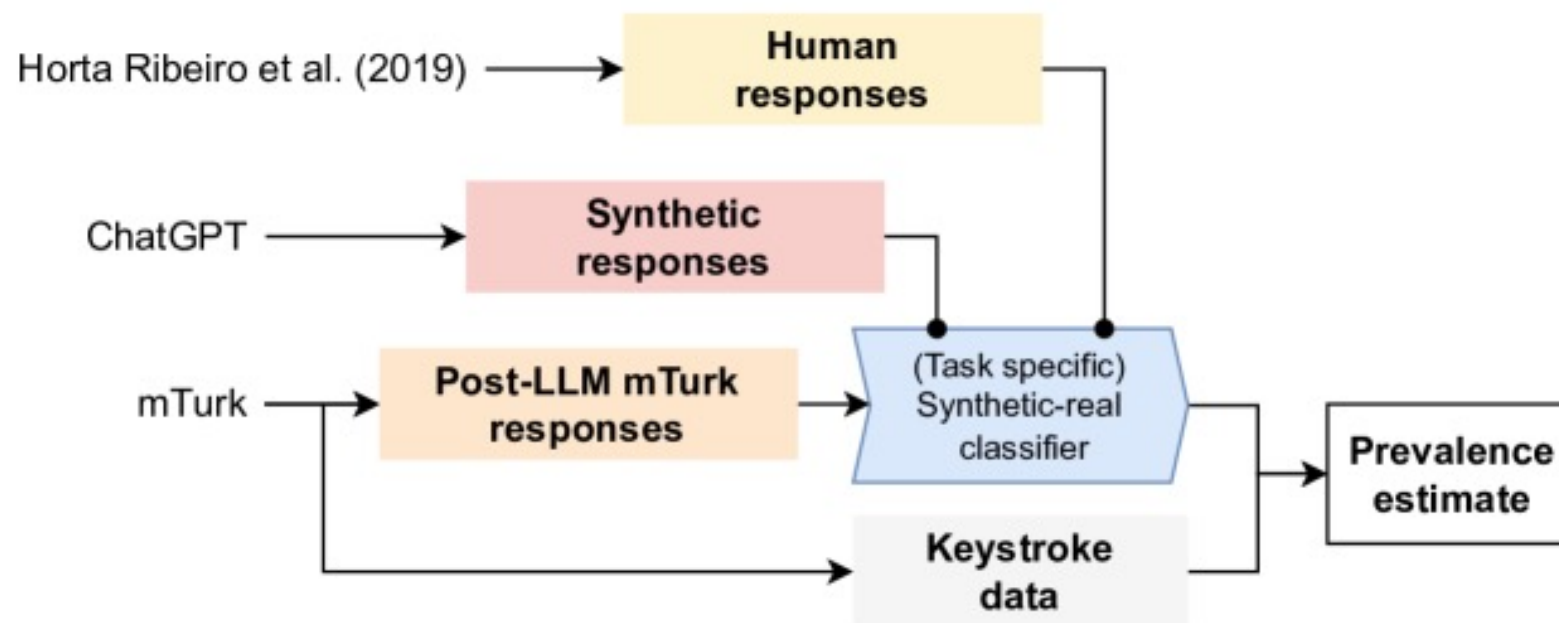 Horta Ribeiro et al. (2019)
Human
responses
ChatGPT
Synthetic
responses
mTurk
Post-LLM mTurk
responses
(Task specific)
Synthetic-real
classifier
Keystroke
data
Prevalence
estimate